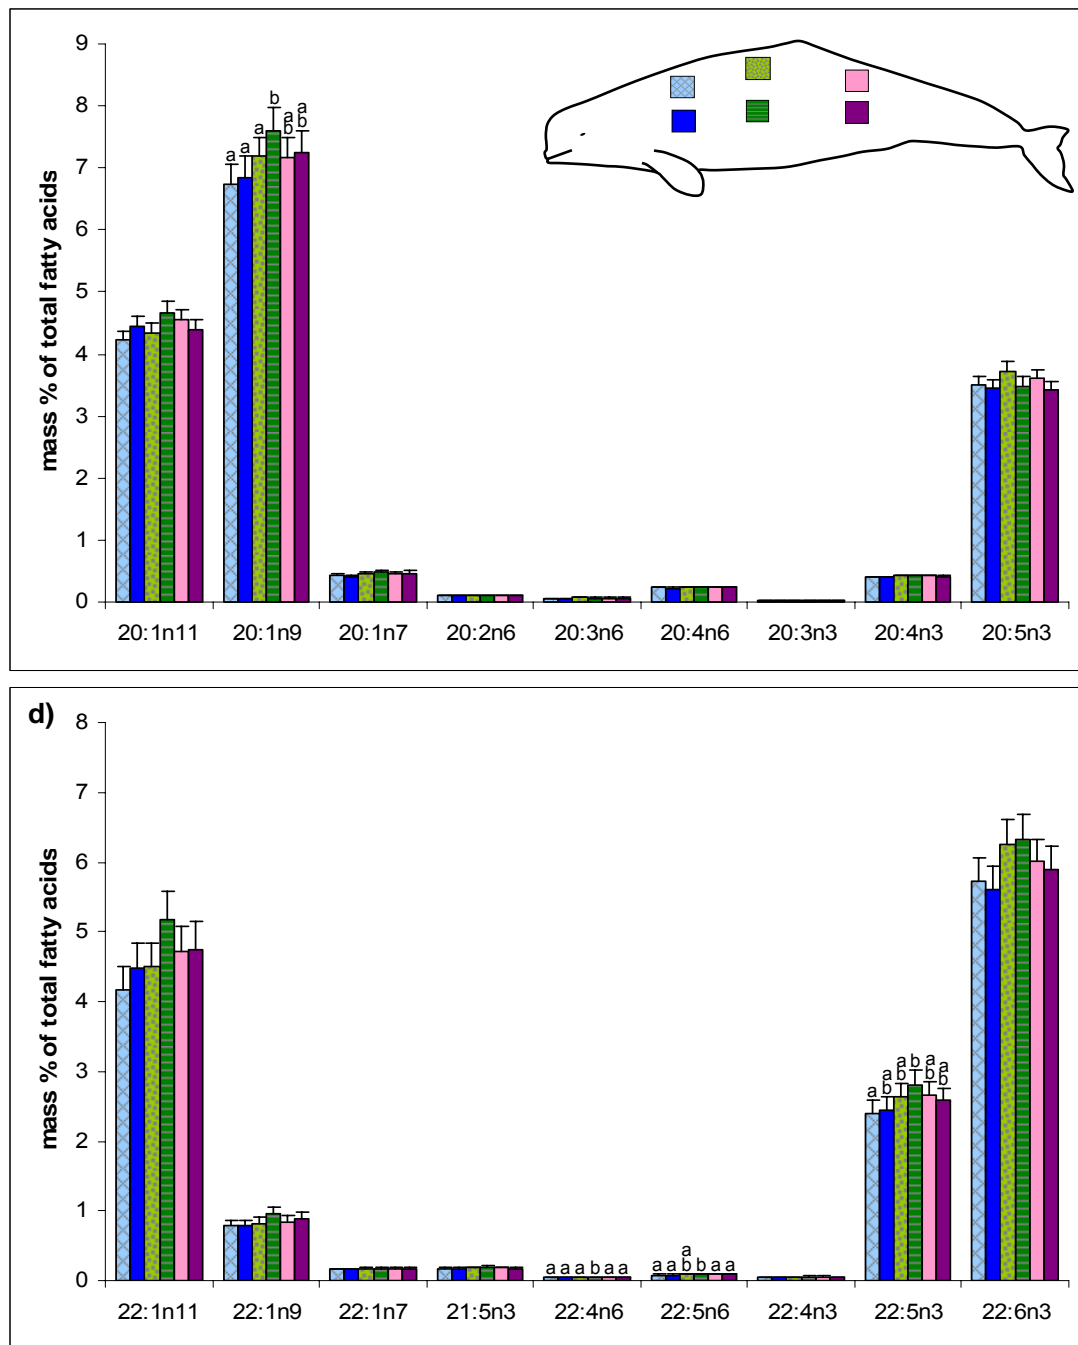 9
8
7
6
5
4
3
2
1
0
mass % of total fatty acids
a a a b a b a b
20:1n11 20:1n9 20:1n7 20:2n6 20:3n6 20:4n6 20:3n3 20:4n3 20:5n3
d)
8
7
6
5
4
3
2
1
0
mass % of total fatty acids
a a a b a a
a a a b b a a
a a b a b b a b a b
22:1n11 22:1n9 22:1n7 21:5n3 22:4n6 22:5n6 22:4n3 22:5n3 22:6n3